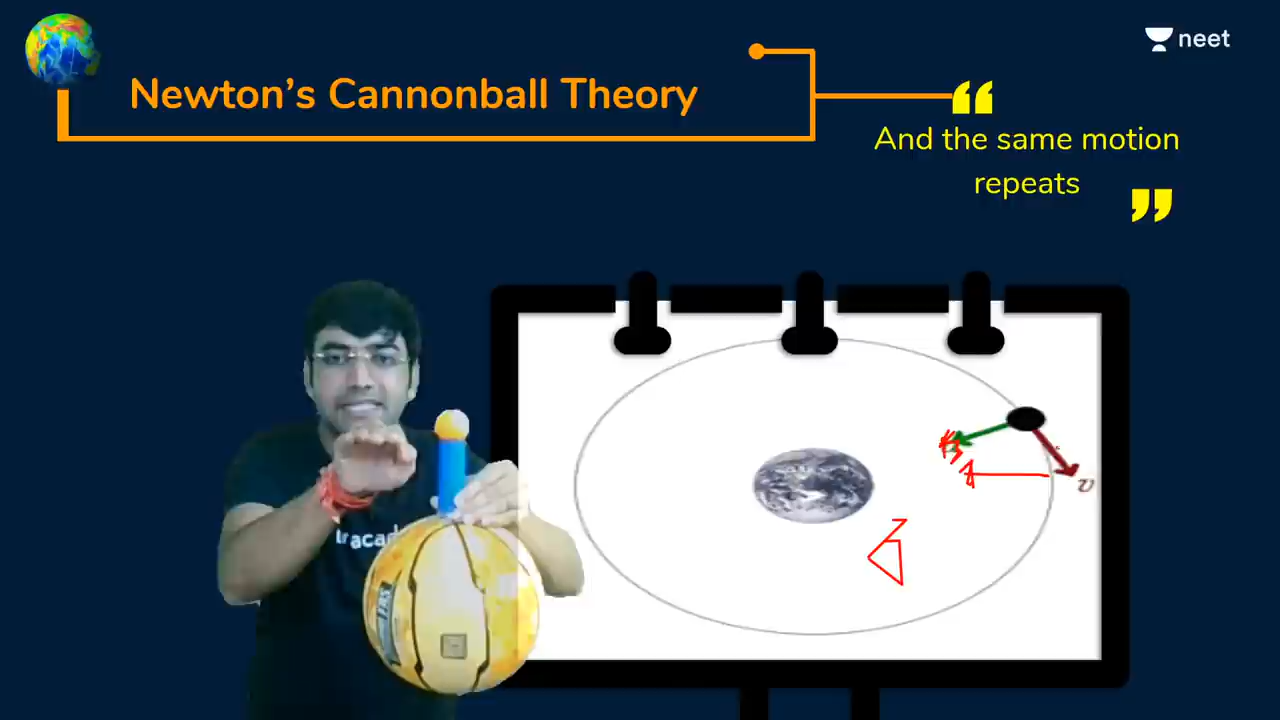 neet
Newton's Cannonball Theory
“
And the same motion
repeats
”
v